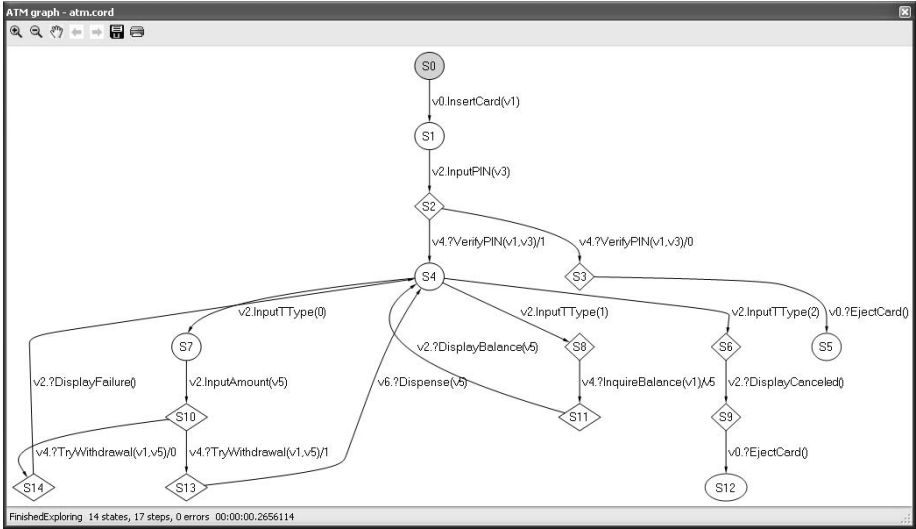 ATM graph - atm.cord
S0
v0.InsertCard(v1)
S1
v2.InputPIN(v3)
S2
v4.?VerifyPIN(v1,v3)/1
v4.?VerifyPIN(v1,v3)/0
S4
S3
v2.InputTType(0)
v2.InputTType(1)
v2.InputTType(2)
v0.?EjectCard()
S7
v2.?DisplayBalance(v5)
S8
S6
S5
v2.?DisplayFailure()
v2.InputAmount(v5)
v6.?Dispense(v5)
v4.?InquireBalance(v1)/v5
v2.?DisplayCanceled()
S10
S11
S9
v4.?TryWithdrawal(v1,v5)/0
v4.?TryWithdrawal(v1,v5)/1
v0.?EjectCard()
S14
S13
S12
FinishedExploring 14 states, 17 steps, 0 errors 00:00:00.2656114